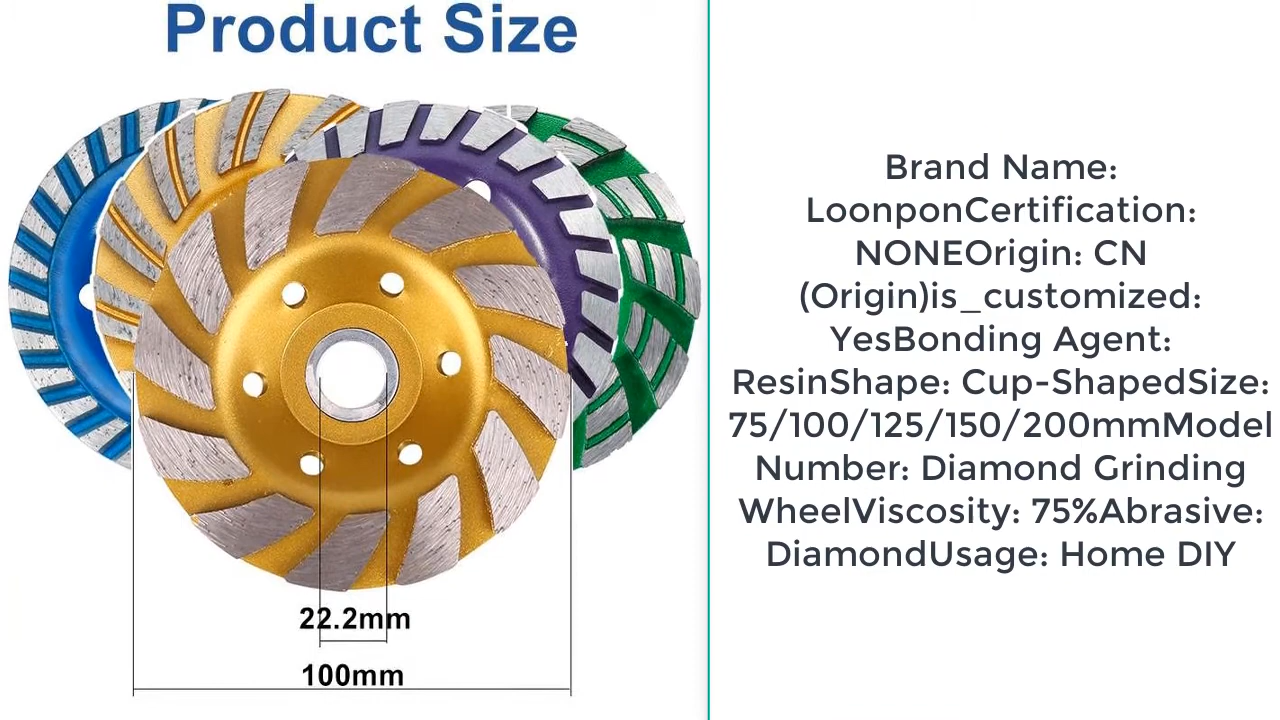 Product Size
22.2mm
100mm
Brand Name:
LoonponCertification:
NONEOrigin: CN
(Origin)is_customized:
YesBonding Agent:
ResinShape: Cup-ShapedSize:
75/100/125/150/200mmModel
Number: Diamond Grinding
WheelViscosity: 75%Abrasive:
DiamondUsage: Home DIY